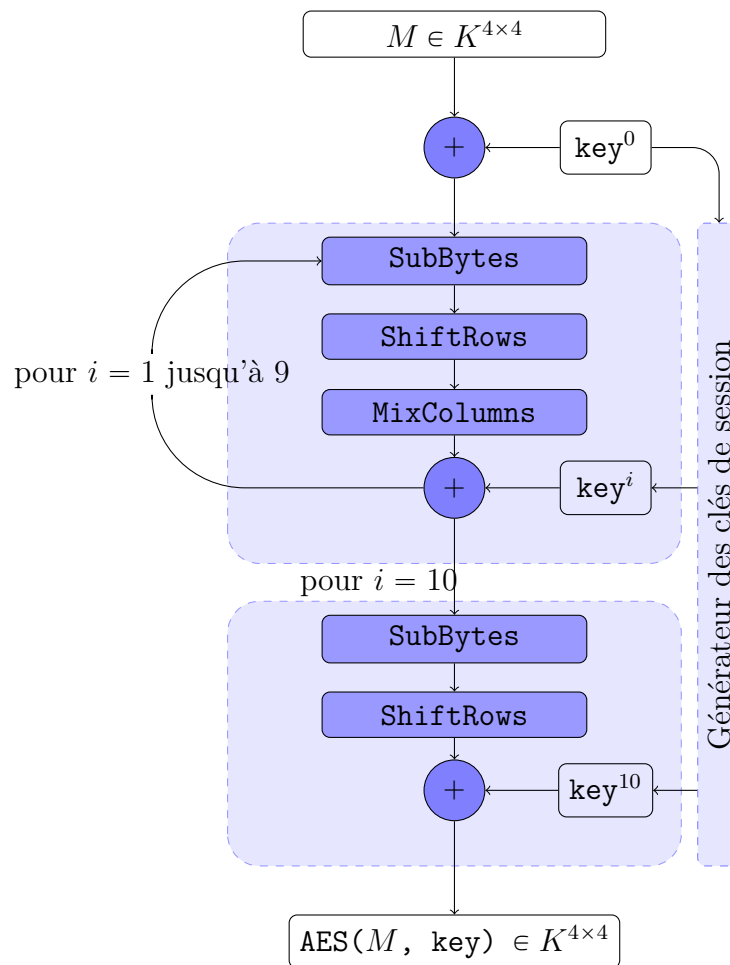 M ∈ K^{4×4}
+
key^0
SubBytes
ShiftRows
pour i = 1 jusqu'à 9
MixColumns
+
key^i
Générateur des clés de session
pour i = 10
SubBytes
ShiftRows
+
key^{10}
AES(M, key) ∈ K^{4×4}